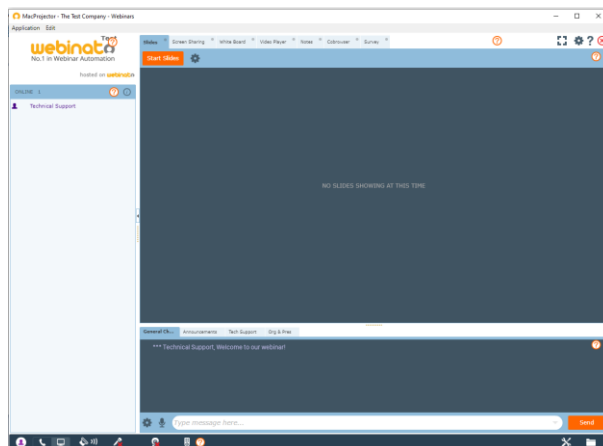 MacProjector - The Test Company - Webinars
Application Edit
Test
webinato
No.1 in Webinar Automation
hosted on webinato
ONLINE 1
Technical Support
Slides Screen Sharing White Board Video Player Notes Cobrowser Survey
Start Slides
NO SLIDES SHOWING AT THIS TIME
General Ch... Announcements Tech Support Org & Pres
*** Technical Support, Welcome to our webinar!
Type message here...
Send